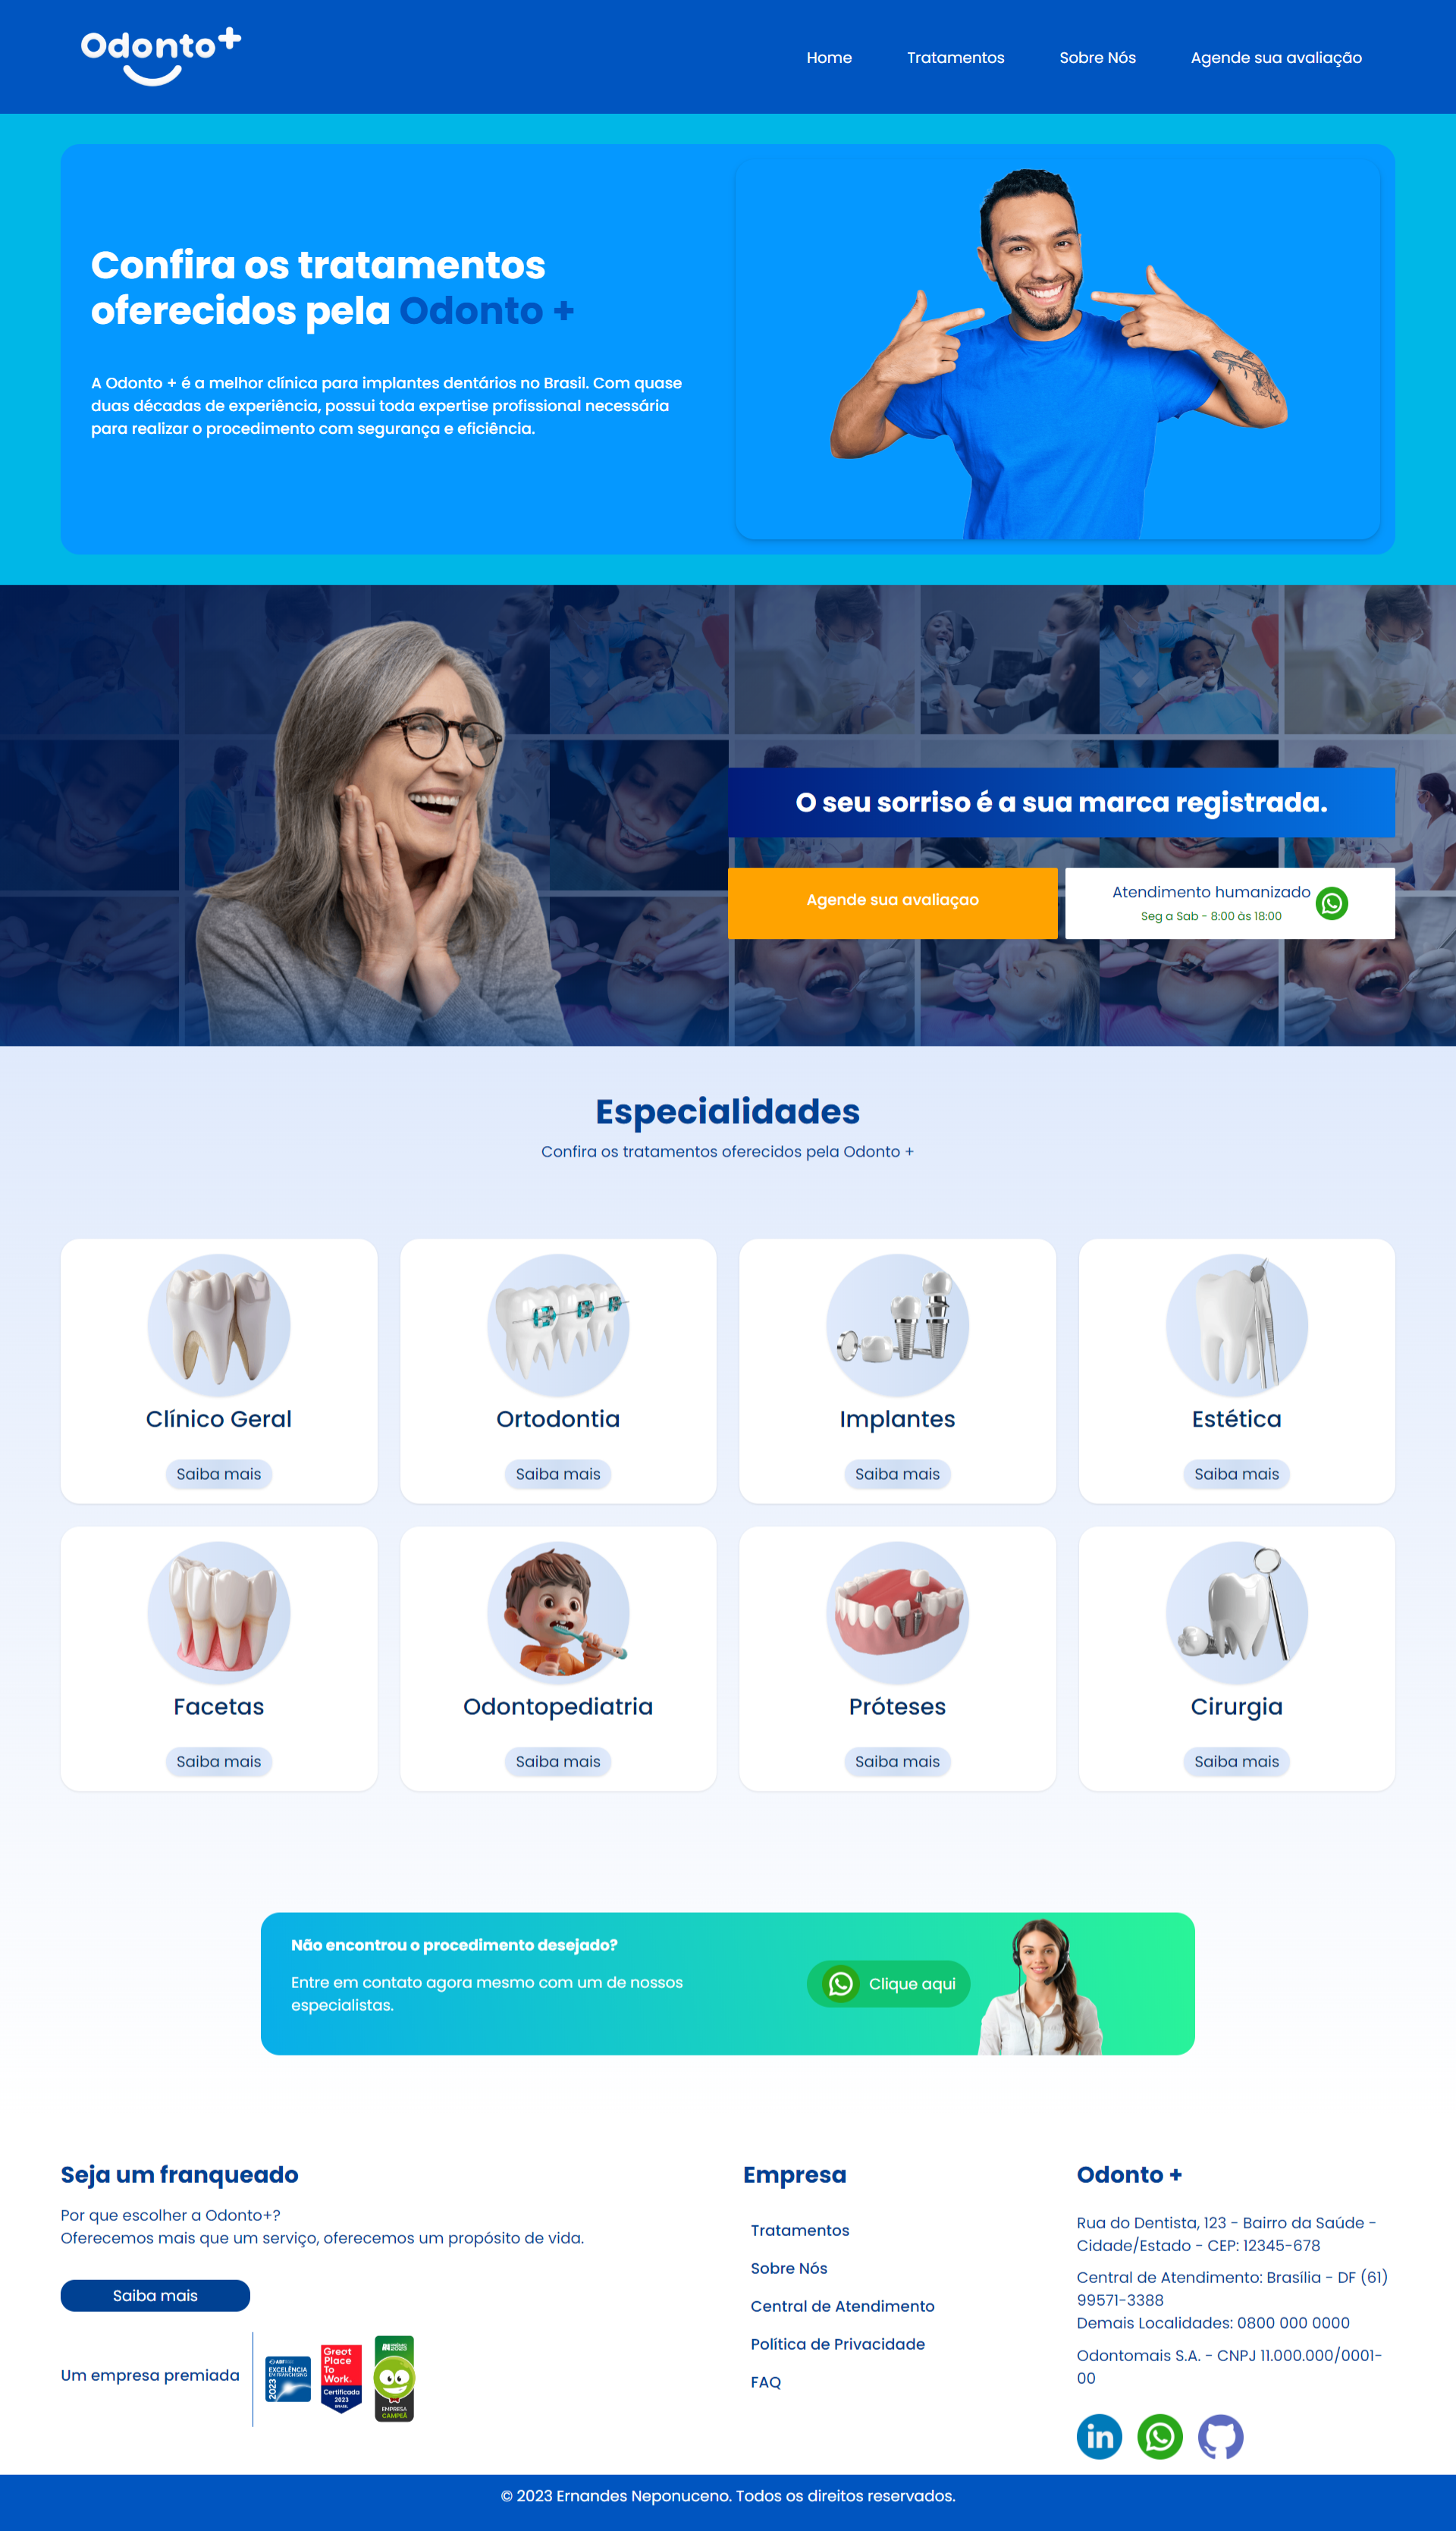 Odonto+
Home
Tratamentos
Sobre Nós
Agende sua avaliação
Confira os tratamentos
oferecidos pela Odonto +
A Odonto + é a melhor clínica para implantes dentários no Brasil. Com quase
duas décadas de experiência, possui toda expertise profissional necessária
para realizar o procedimento com segurança e eficiência.
O seu sorriso é a sua marca registrada.
Agende sua avaliaçao
Atendimento humanizado
Seg a Sab - 8:00 às 18:00
Especialidades
Confira os tratamentos oferecidos pela Odonto +
Clínico Geral
Saiba mais
Ortodontia
Saiba mais
Implantes
Saiba mais
Estética
Saiba mais
Facetas
Saiba mais
Odontopediatria
Saiba mais
Próteses
Saiba mais
Cirurgia
Saiba mais
Não encontrou o procedimento desejado?
Entre em contato agora mesmo com um de nossos
especialistas.
Clique aqui
Seja um franqueado
Por que escolher a Odonto+?
Oferecemos mais que um serviço, oferecemos um propósito de vida.
Saiba mais
Um empresa premiada
ABF
EXCELÊNCIA
EM FRANCHISING
2023
Great
Place
To
Work.
Certificada
2023
BRASIL
EMPRESA
CAMPEÃ
Empresa
Tratamentos
Sobre Nós
Central de Atendimento
Política de Privacidade
FAQ
Odonto +
Rua do Dentista, 123 - Bairro da Saúde -
Cidade/Estado - CEP: 12345-678
Central de Atendimento: Brasília - DF (61)
99571-3388
Demais Localidades: 0800 000 0000
Odontomais S.A. - CNPJ 11.000.000/0001-
00
in
© 2023 Ernandes Neponuceno. Todos os direitos reservados.